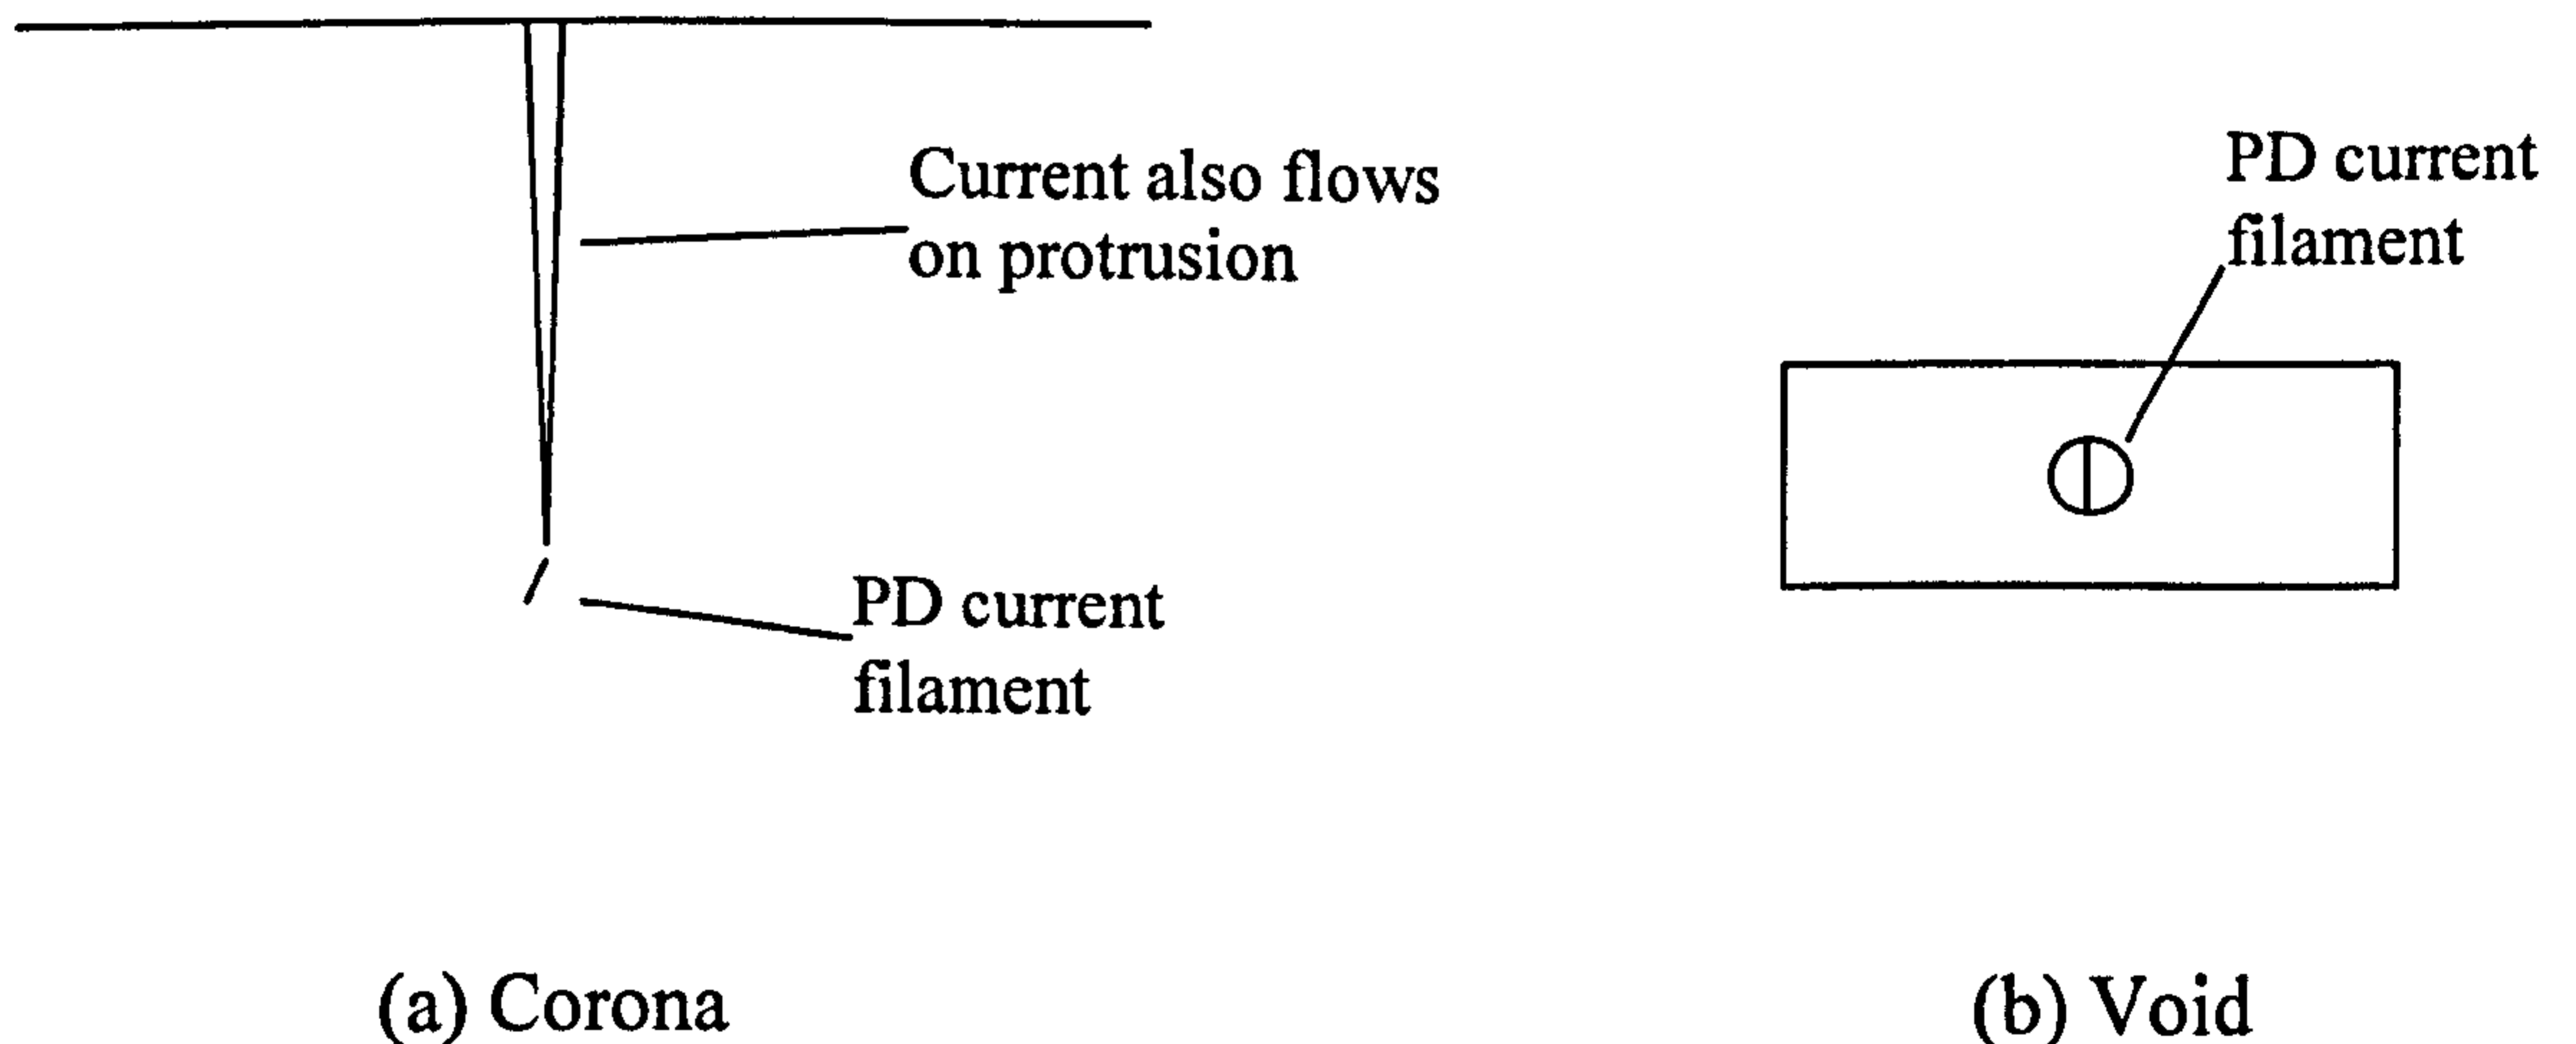 Current also flows
on protrusion
PD current
filament
PD current
filament
(a) Corona
(b) Void